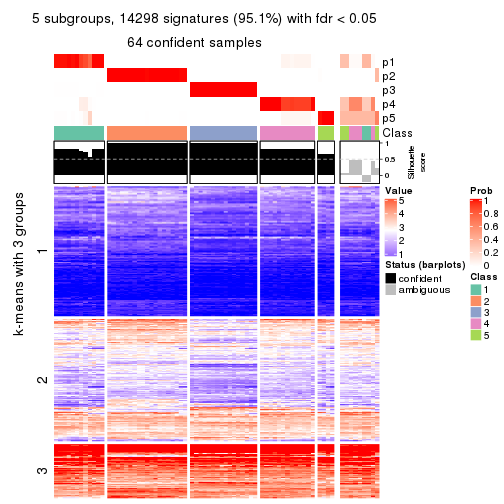 5 subgroups, 14298 signatures (95.1%) with fdr < 0.05
64 confident samples
p1
p2
p3
p4
p5
Class
1
0.5
0
Silhouette
score
k-means with 3 groups
1
2
3
Value
5
4
3
2
1
Status (barplots)
confident
ambiguous
Prob
1
0.8
0.6
0.4
0.2
0
Class
1
2
3
4
5